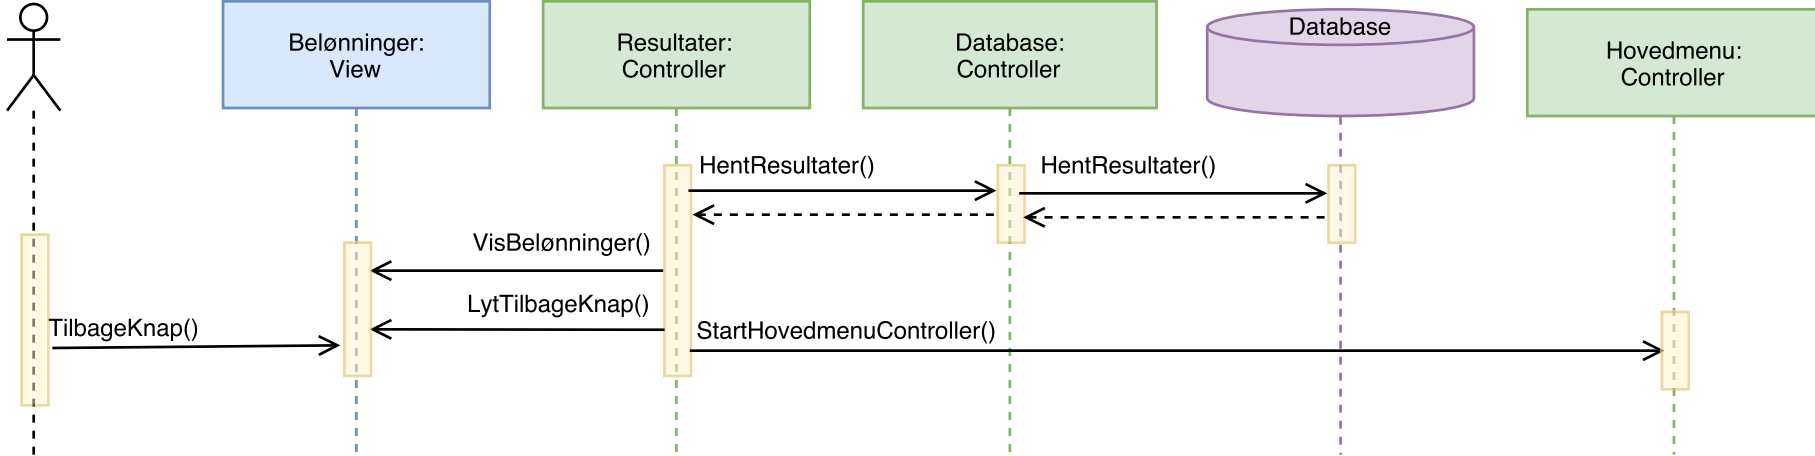 Belønninger:
View
Resultater:
Controller
Database:
Controller
Database
Hovedmenu:
Controller
HentResultater()
HentResultater()
VisBelønninger()
LytTilbageKnap()
TilbageKnap()
StartHovedmenuController()